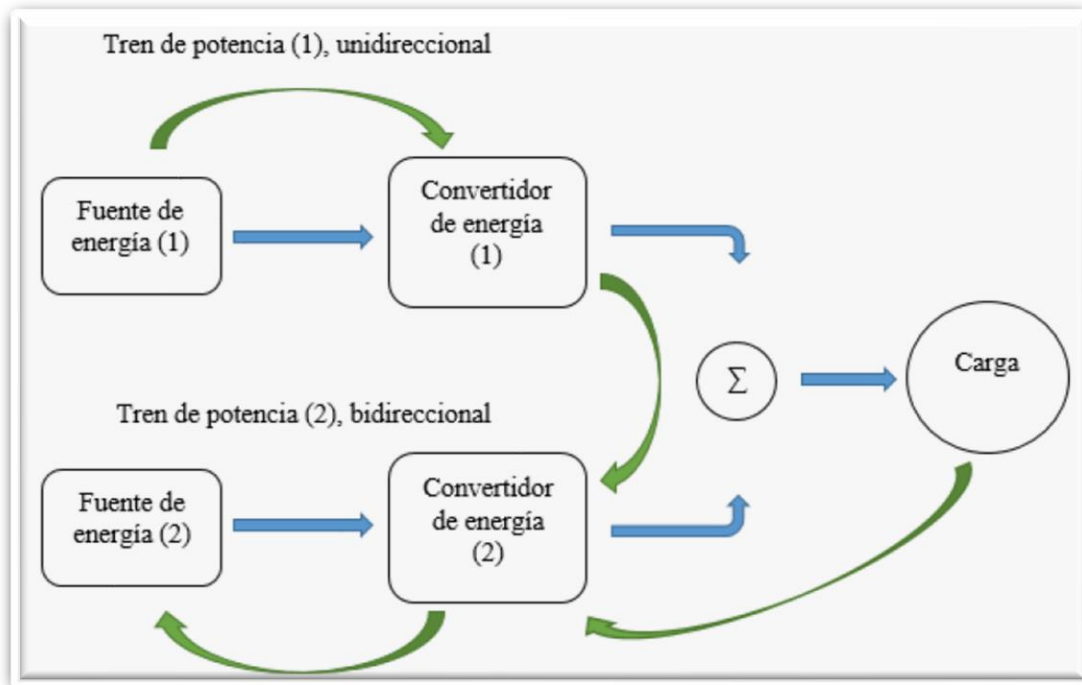 Tren de potencia (1), unidireccional
Fuente de
energía (1)
Convertidor
de energía
(1)
Σ
Carga
Tren de potencia (2), bidireccional
Fuente de
energía (2)
Convertidor
de energía
(2)